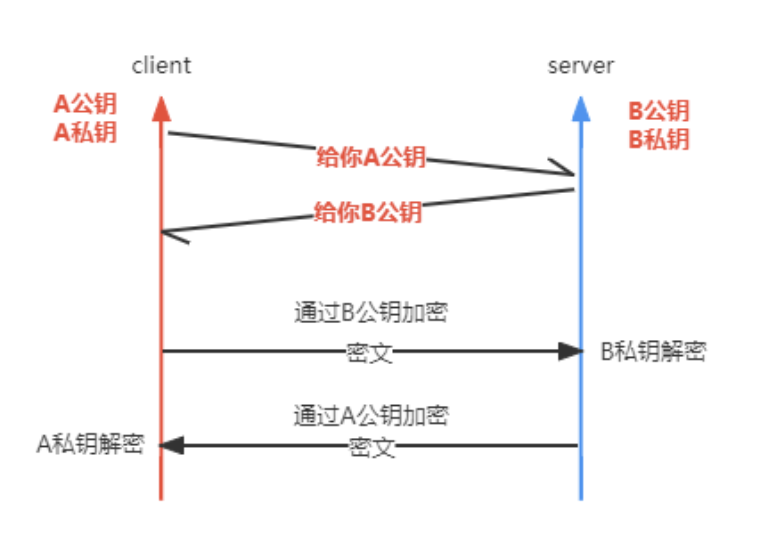 client
server
A公钥
A私钥
B公钥
B私钥
给你A公钥
给你B公钥
通过B公钥加密
密文
B私钥解密
通过A公钥加密
A私钥解密
密文